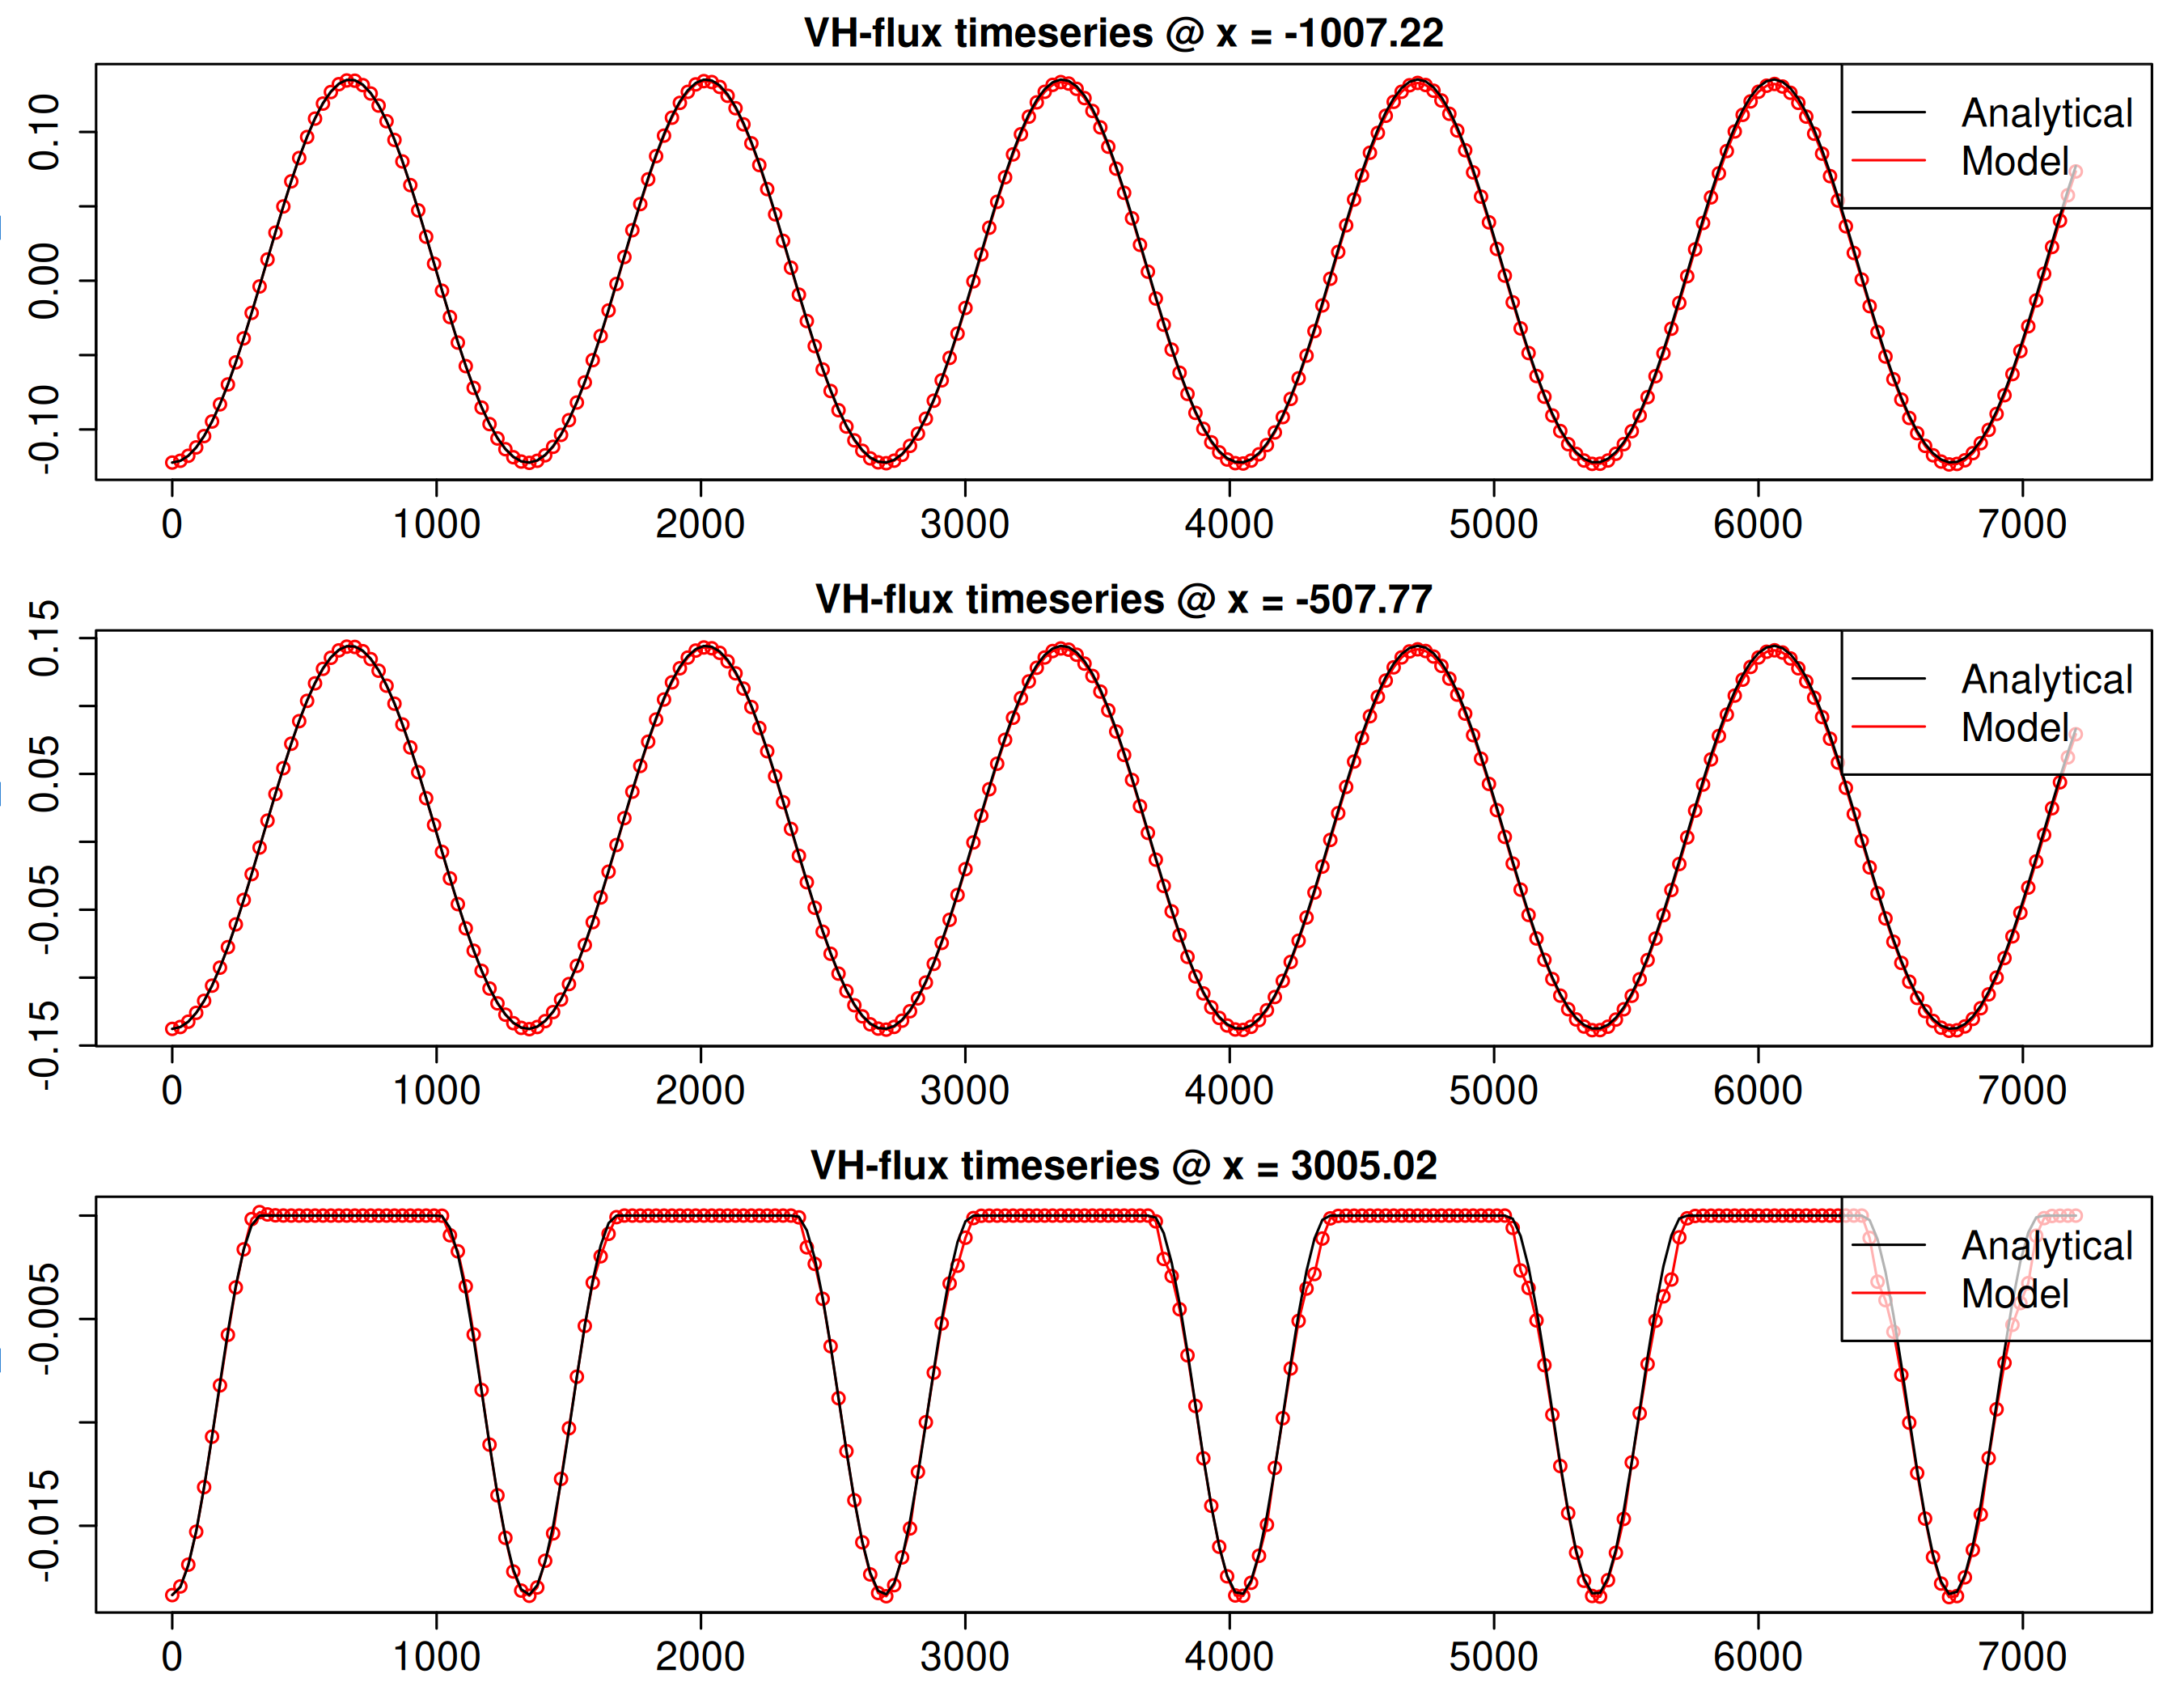 VH-flux timeseries @ x = -1007.22
0.10
0.00
-0.10
Analytical
Model
0 1000 2000 3000 4000 5000 6000 7000
VH-flux timeseries @ x = -507.77
0.15
0.05
-0.05
-0.15
Analytical
Model
0 1000 2000 3000 4000 5000 6000 7000
VH-flux timeseries @ x = 3005.02
-0.005
-0.015
Analytical
Model
0 1000 2000 3000 4000 5000 6000 7000